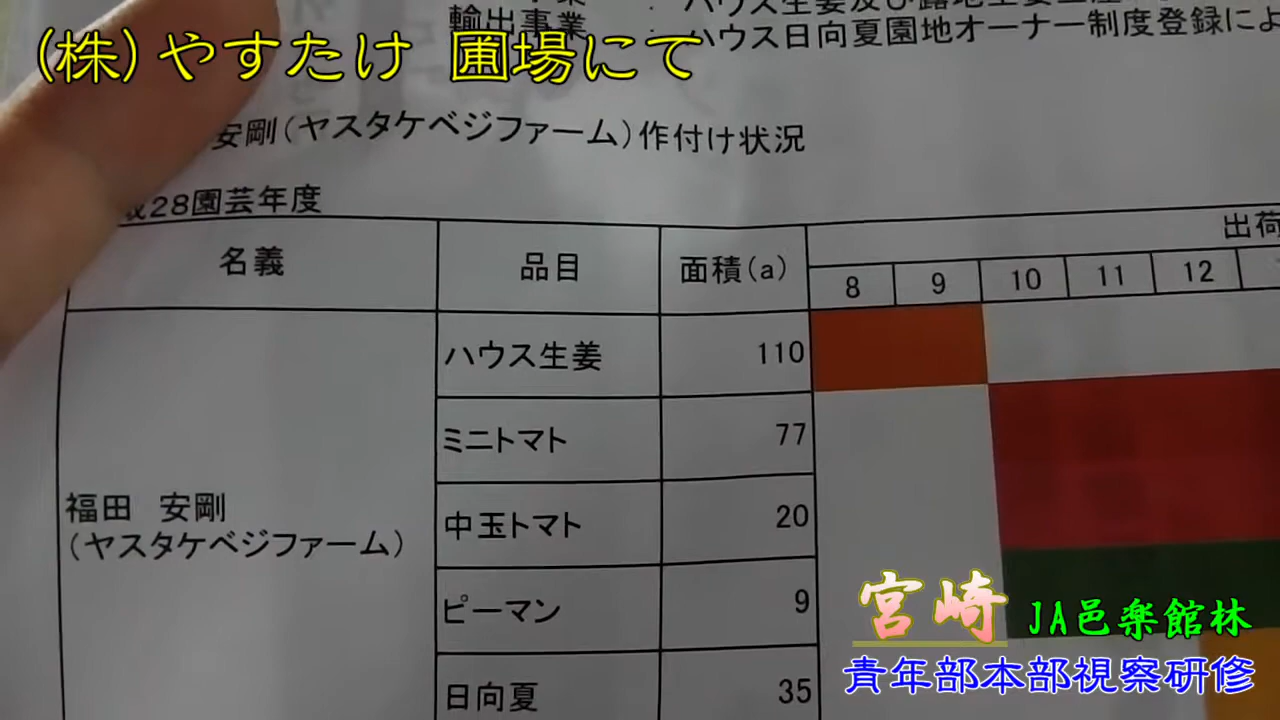 輸出事業 : ハウス日向夏園地オーナー制度登録によ
(株)やすたけ 圃場にて
安剛(ヤスタケベジファーム)作付け状況
28園芸年度
名義 品目 面積(a) 出荷
8 9 10 11 12
ハウス生姜 110
ミニトマト 77
福田 安剛
(ヤスタケベジファーム)
中玉トマト 20
ピーマン 9
日向夏 35
宮崎 JA邑楽館林
青年部本部視察研修